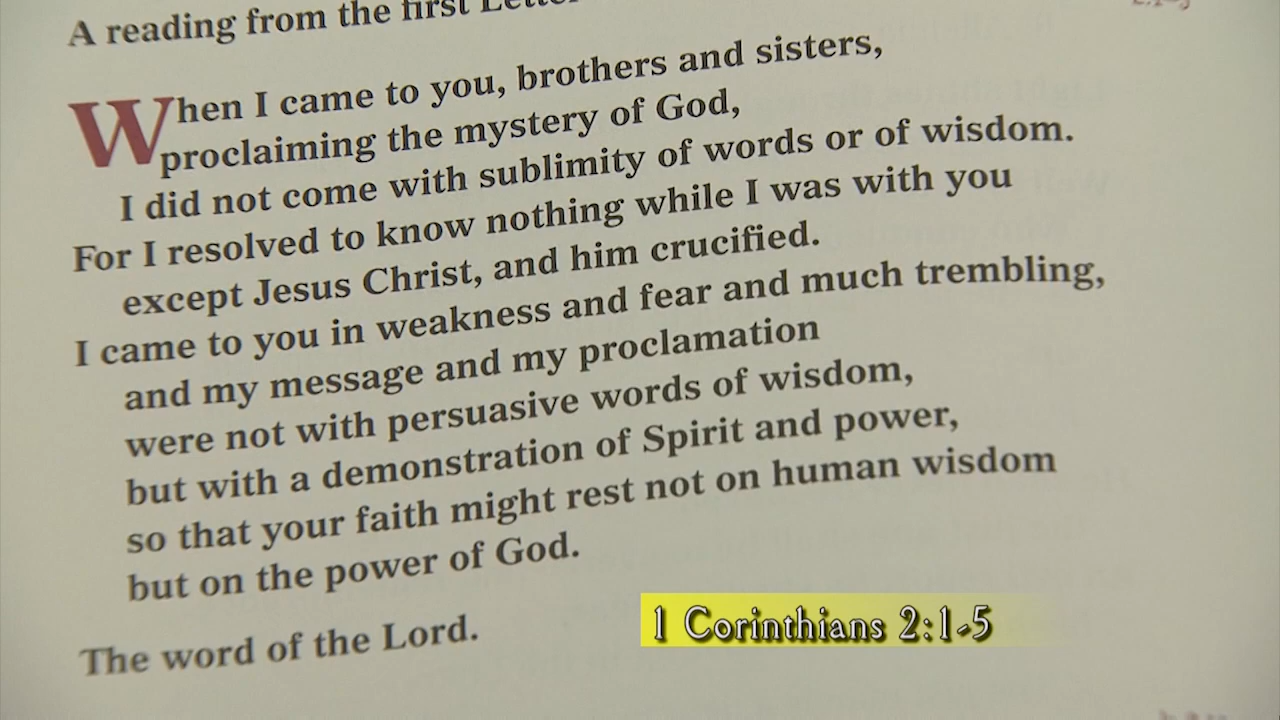 A reading from the first Letter
When I came to you, brothers and sisters,
proclaiming the mystery of God,
I did not come with sublimity of words or of wisdom.
For I resolved to know nothing while I was with you
except Jesus Christ, and him crucified.
I came to you in weakness and fear and much trembling,
and my message and my proclamation
were not with persuasive words of wisdom,
but with a demonstration of Spirit and power,
so that your faith might rest not on human wisdom
but on the power of God.
The word of the Lord.
1 Corinthians 2:1-5